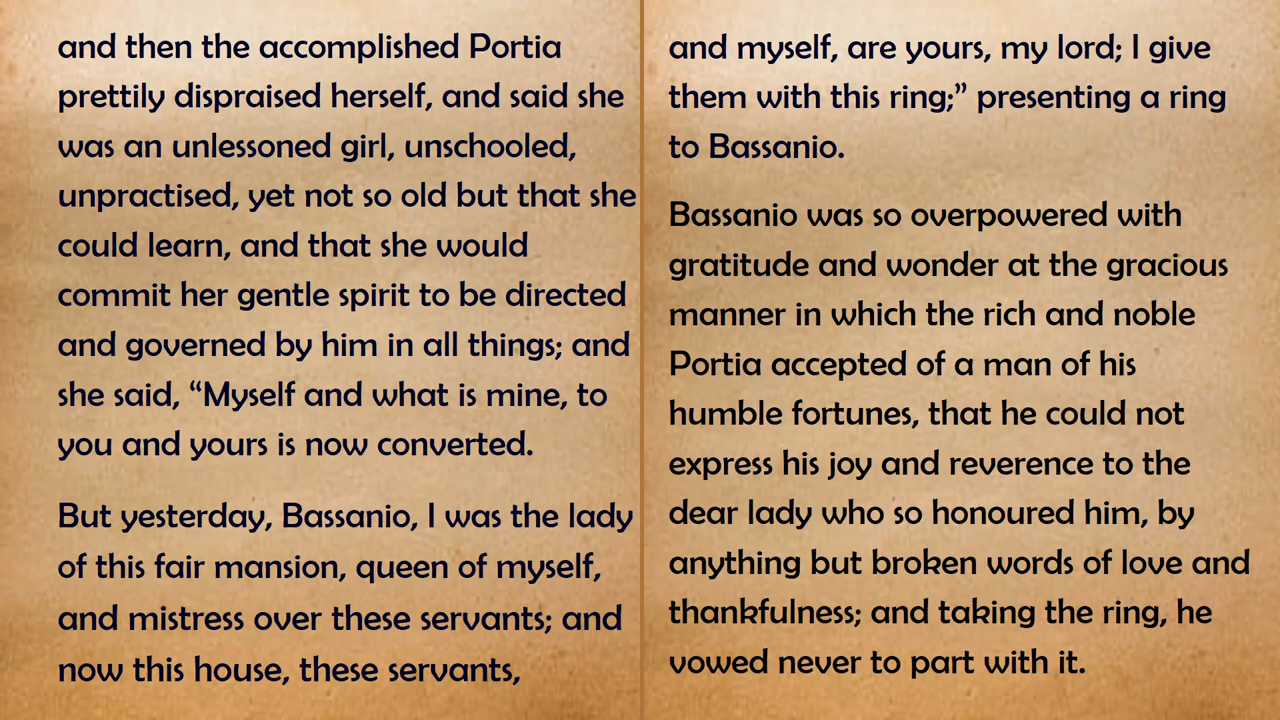 and then the accomplished Portia
prettily dispraised herself, and said she
was an unlessoned girl, unschooled,
unpractised, yet not so old but that she
could learn, and that she would
commit her gentle spirit to be directed
and governed by him in all things; and
she said, “Myself and what is mine, to
you and yours is now converted.
But yesterday, Bassanio, I was the lady
of this fair mansion, queen of myself,
and mistress over these servants; and
now this house, these servants,
and myself, are yours, my lord; I give
them with this ring;” presenting a ring
to Bassanio.
Bassanio was so overpowered with
gratitude and wonder at the gracious
manner in which the rich and noble
Portia accepted of a man of his
humble fortunes, that he could not
express his joy and reverence to the
dear lady who so honoured him, by
anything but broken words of love and
thankfulness; and taking the ring, he
vowed never to part with it.